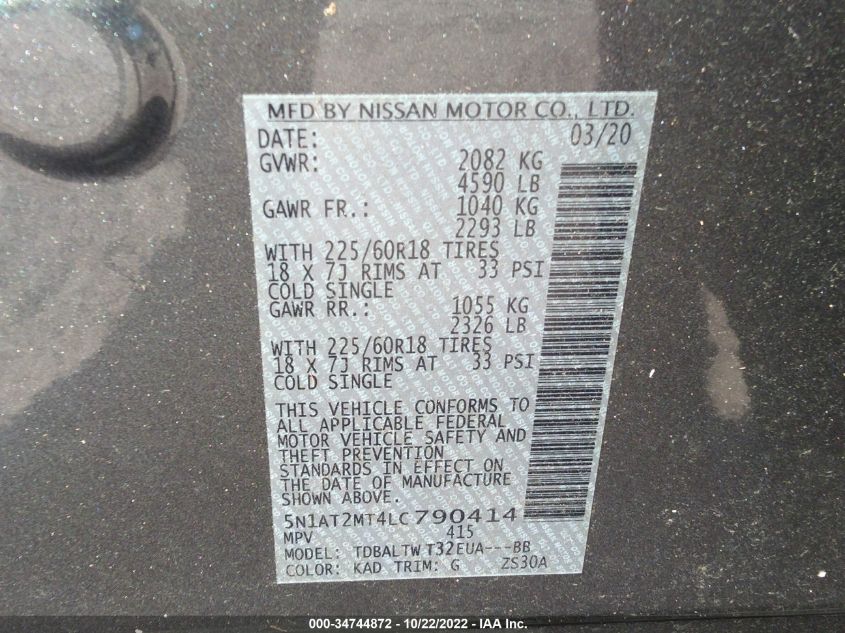 MFD BY NISSAN MOTOR CO., LTD.
DATE: 03/20
GVWR: 2082 KG
4590 LB
GAWR FR.: 1040 KG
2293 LB
WITH 225/60R18 TIRES
18 X 7J RIMS AT 33 PSI
COLD SINGLE
GAWR RR.: 1055 KG
2326 LB
WITH 225/60R18 TIRES
18 X 7J RIMS AT 33 PSI
COLD SINGLE
THIS VEHICLE CONFORMS TO
ALL APPLICABLE FEDERAL
MOTOR VEHICLE SAFETY AND
THEFT PREVENTION
STANDARDS IN EFFECT ON
THE DATE OF MANUFACTURE
SHOWN ABOVE.
5N1AT2MT4LC790414
MPV 415
MODEL: TDBALTW T32EUA---BB
COLOR: KAD TRIM: G ZS30A
000-34744872 - 10/22/2022 - IAA Inc.